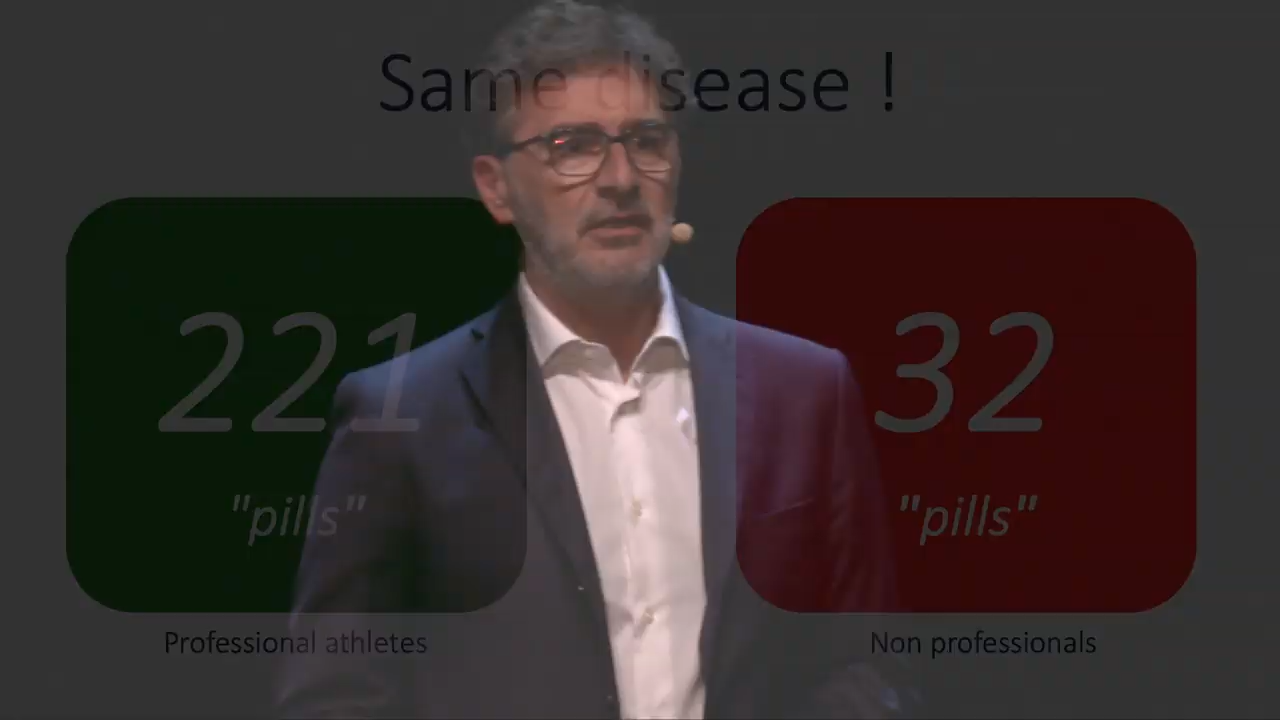 Same disease !
221
32
"pills"
"pills"
Professional athletes
Non professionals